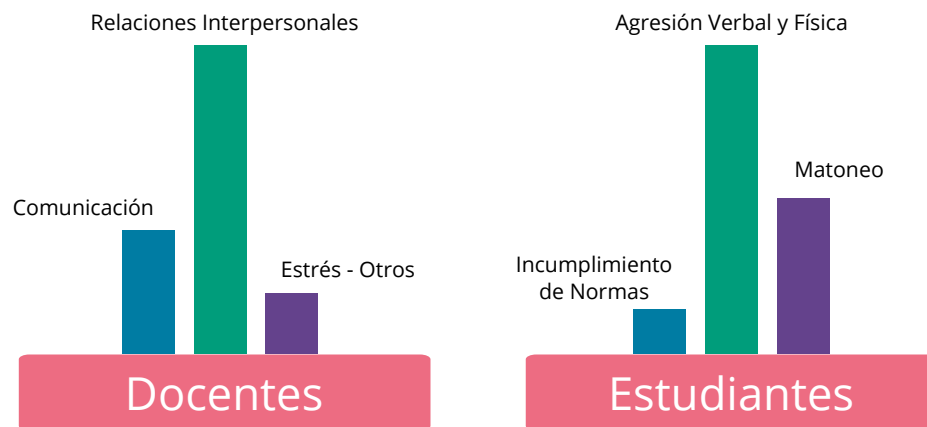 Relaciones Interpersonales
Comunicación
Estrés - Otros
Docentes
Agresión Verbal y Física
Matoneo
Incumplimiento
de Normas
Estudiantes